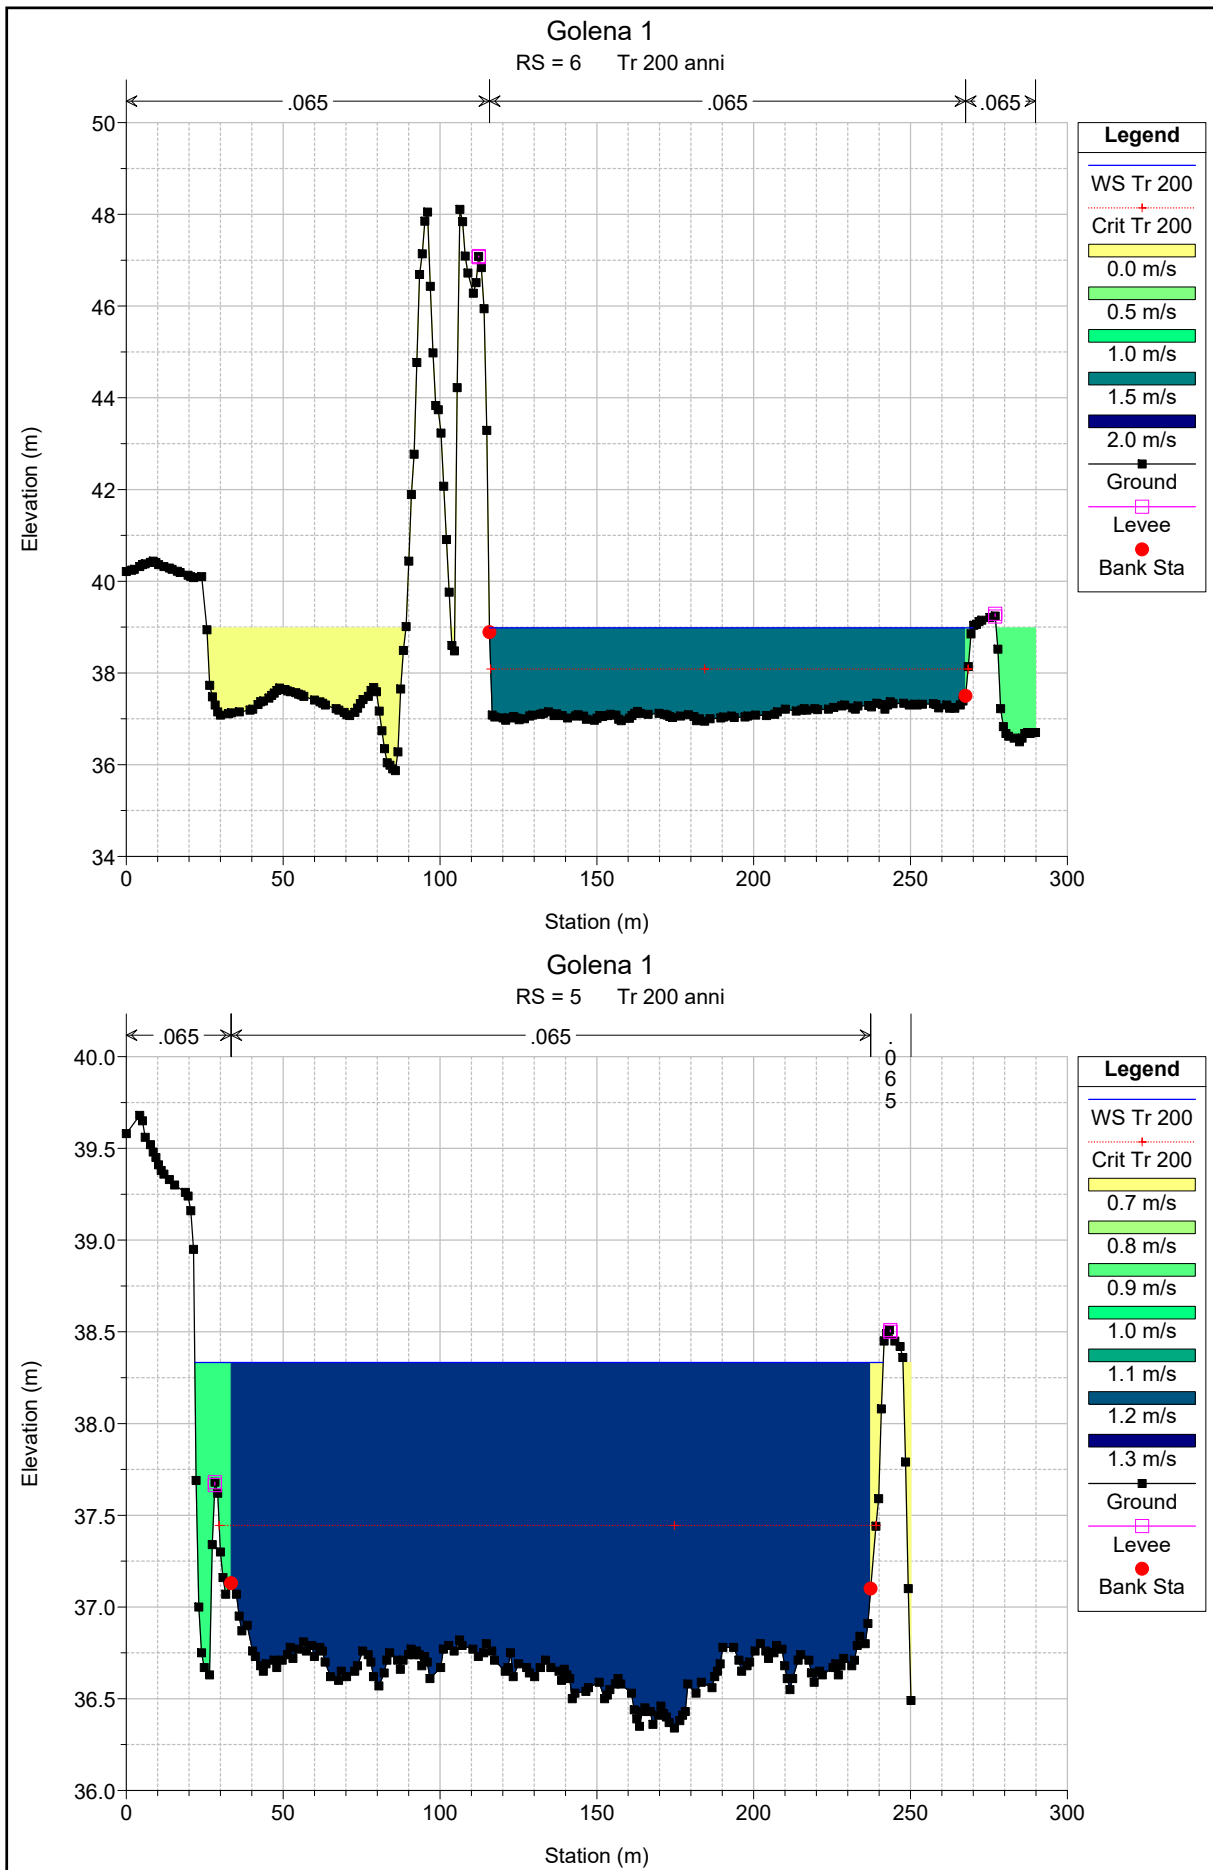 Golena 1
RS = 6 Tr 200 anni
.065 .065 .065
50
48
46
44
42
40
38
36
34
0 50 100 150 200 250 300
Elevation (m)
Station (m)
Legend
WS Tr 200
Crit Tr 200
0.0 m/s
0.5 m/s
1.0 m/s
1.5 m/s
2.0 m/s
Ground
Levee
Bank Sta
Golena 1
RS = 5 Tr 200 anni
.065 .065 .065
40.0
39.5
39.0
38.5
38.0
37.5
37.0
36.5
36.0
0 50 100 150 200 250 300
Elevation (m)
Station (m)
Legend
WS Tr 200
Crit Tr 200
0.7 m/s
0.8 m/s
0.9 m/s
1.0 m/s
1.1 m/s
1.2 m/s
1.3 m/s
Ground
Levee
Bank Sta